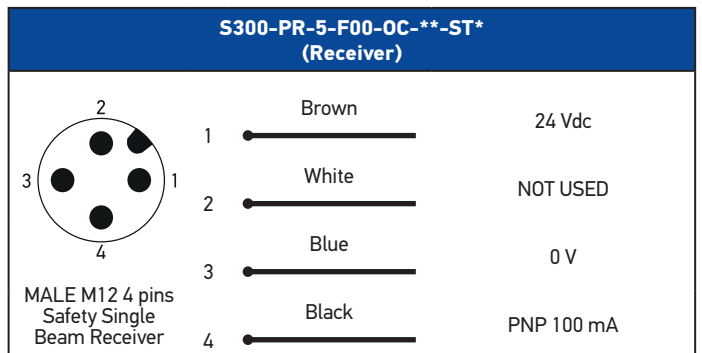 S300-PR-5-F00-OC-**-ST*
(Receiver)
2
3
1
4
MALE M12 4 pins
Safety Single
Beam Receiver
1
Brown
24 Vdc
2
White
NOT USED
3
Blue
0 V
4
Black
PNP 100 mA